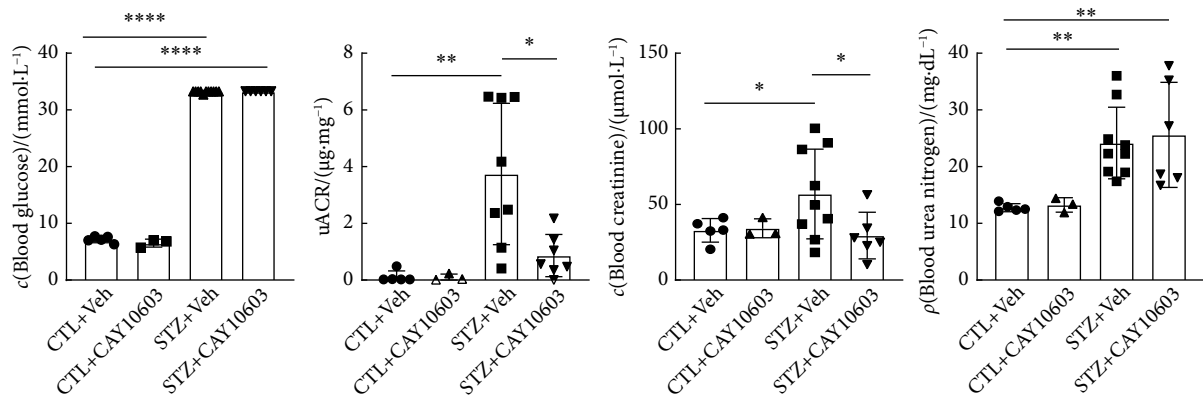 ****
****
c(Blood glucose)/(mmol·L⁻¹)
40
30
20
10
0
CTL+Veh
CTL+CAY10603
STZ+Veh
STZ+CAY10603
**
*
uACR/(μg·mg⁻¹)
8
6
4
2
0
CTL+Veh
CTL+CAY10603
STZ+Veh
STZ+CAY10603
*
*
c(Blood creatinine)/(μmol·L⁻¹)
150
100
50
0
CTL+Veh
CTL+CAY10603
STZ+Veh
STZ+CAY10603
**
**
ρ(Blood urea nitrogen)/(mg·dL⁻¹)
40
30
20
10
0
CTL+Veh
CTL+CAY10603
STZ+Veh
STZ+CAY10603